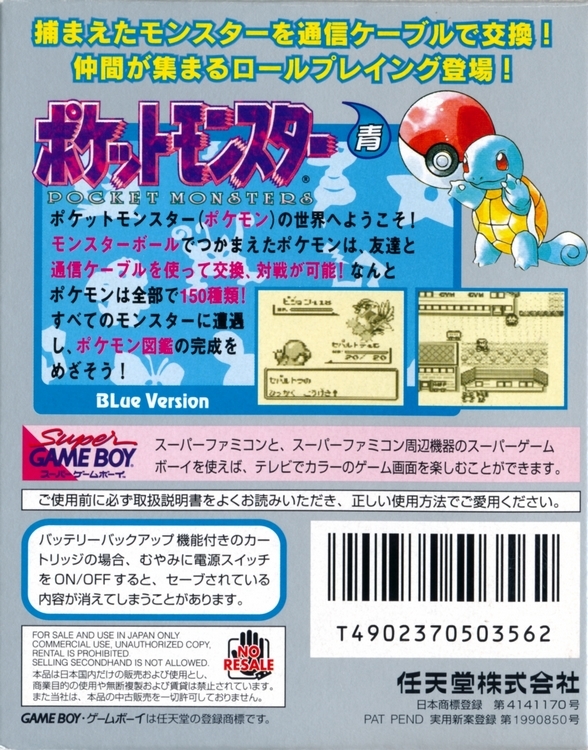 捕まえたモンスターを通信ケーブルで交換!
仲間が集まるロールプレイング登場!
ポケットモンスター 青
POCKET MONSTERS
ポケットモンスター(ポケモン)の世界へようこそ!
モンスターボールでつかまえたポケモンは、友達と
通信ケーブルを使って交換、対戦が可能!なんと
ポケモンは全部で150種類!
すべてのモンスターに遭遇
し、ポケモン図鑑の完成を
めざそう!
BLUE Version
20/20
ひっかく こうげき!
GYM
Super
GAME BOY
スーパーゲームボーイ
スーパーファミコンと、スーパーファミコン周辺機器のスーパーゲーム
ボーイを使えば、テレビでカラーのゲーム画面を楽しむことができます。
ご使用前に必ず取扱説明書をよくお読みいただき、正しい使用方法でご愛用ください。
バッテリーバックアップ機能付きのカー
トリッジの場合、むやみに電源スイッチ
をON/OFFすると、セーブされている
内容が消えてしまうことがあります。
T4902370503562
FOR SALE AND USE IN JAPAN ONLY
COMMERCIAL USE, UNAUTHORIZED COPY,
RENTAL IS PROHIBITED
SELLING SECONDHAND IS NOT ALLOWED.
本品は日本国内だけの販売および使用とし、
商業目的の使用や無断複製および賃貸は禁止されています。
また当社は、本品の中古販売を一切許可しておりません。
NO
RESALE
任天堂株式会社
日本商標登録 第4141170号
PAT PEND 実用新案登録 第1990850号
GAME BOY・ゲームボーイは任天堂の登録商標です。